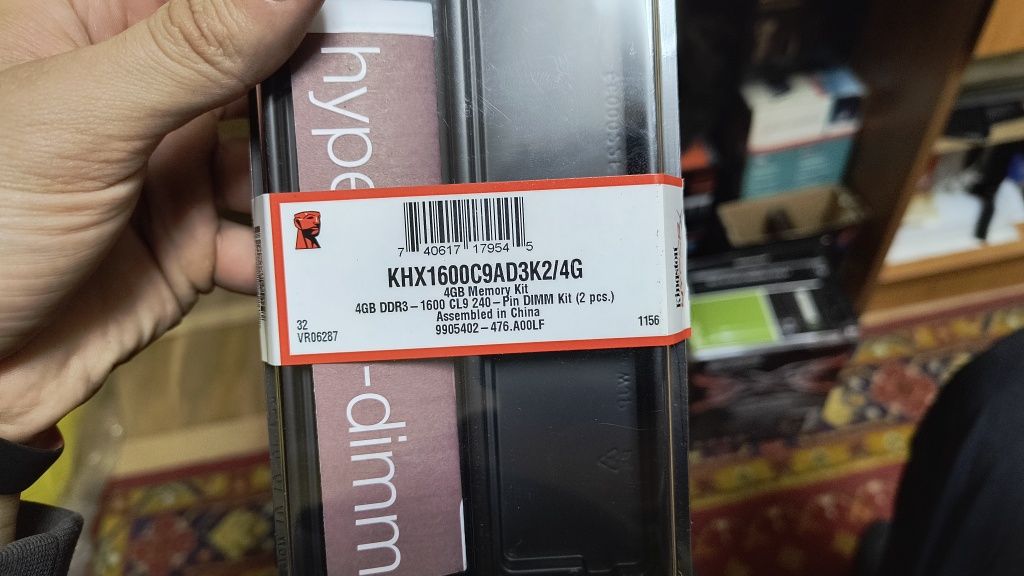 hype
7 40617 17954 5
KHX1600C9AD3K2/4G
4GB Memory Kit
4GB DDR3-1600 CL9 240-Pin DIMM Kit (2 pcs.)
Assembled in China
9905402-476.A00LF
32
VR06287
1156
Kingston
-dimm